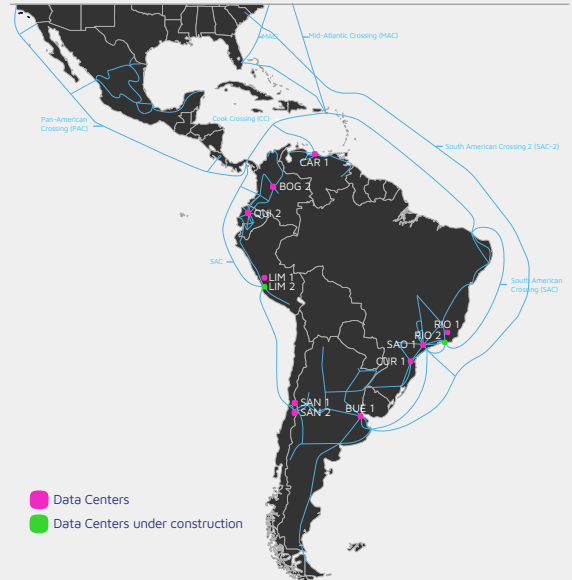 MAC
Mid-Atlantic Crossing (MAC)
Pan-American
Crossing (PAC)
Cook Crossing (CC)
South American Crossing 2 (SAC-2)
CAR 1
BOG 2
QUI 2
SAC
LIM 1
LIM 2
South American
Crossing (SAC)
RIO 1
RIO 2
SAO 1
CUR 1
SAN 1
SAN 2
BUE 1
Data Centers
Data Centers under construction